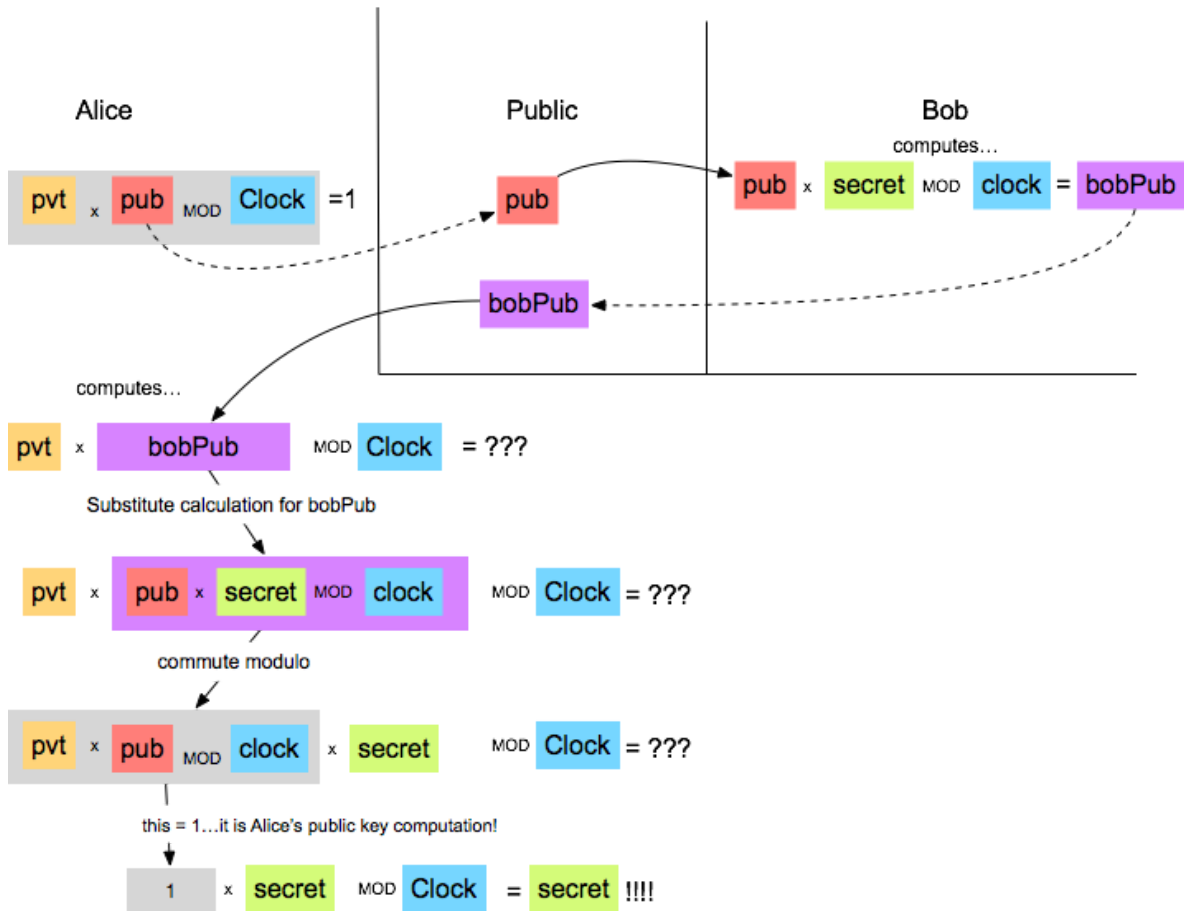 Alice
Public
Bob
computes…
pvt x pub MOD Clock =1
pub
pub x secret MOD clock = bobPub
bobPub
computes…
pvt x bobPub MOD Clock = ???
Substitute calculation for bobPub
pvt x pub x secret MOD clock MOD Clock = ???
commute modulo
pvt x pub MOD clock x secret MOD Clock = ???
this = 1…it is Alice's public key computation!
1 x secret MOD Clock = secret !!!!